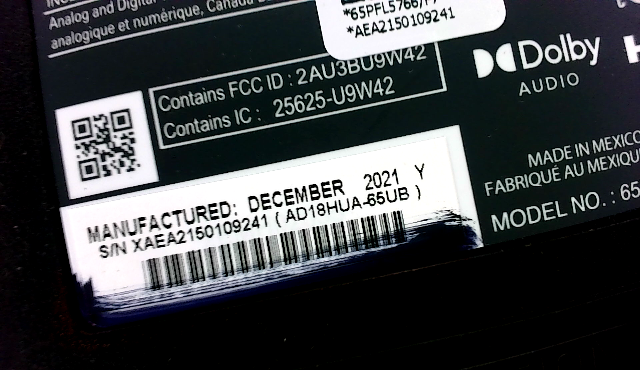 Analog and Digital
analogique et numérique, Canada
*65PFL5766/F7
*AEA2150109241
Contains FCC ID : 2AU3BU9W42
Contains IC : 25625-U9W42
Dolby
AUDIO
MADE IN MEXICO
FABRIQUÉ AU MEXIQUE
MODEL NO. : 65
MANUFACTURED: DECEMBER 2021 Y
S/N XAEA2150109241 ( AD18HUA-65UB )